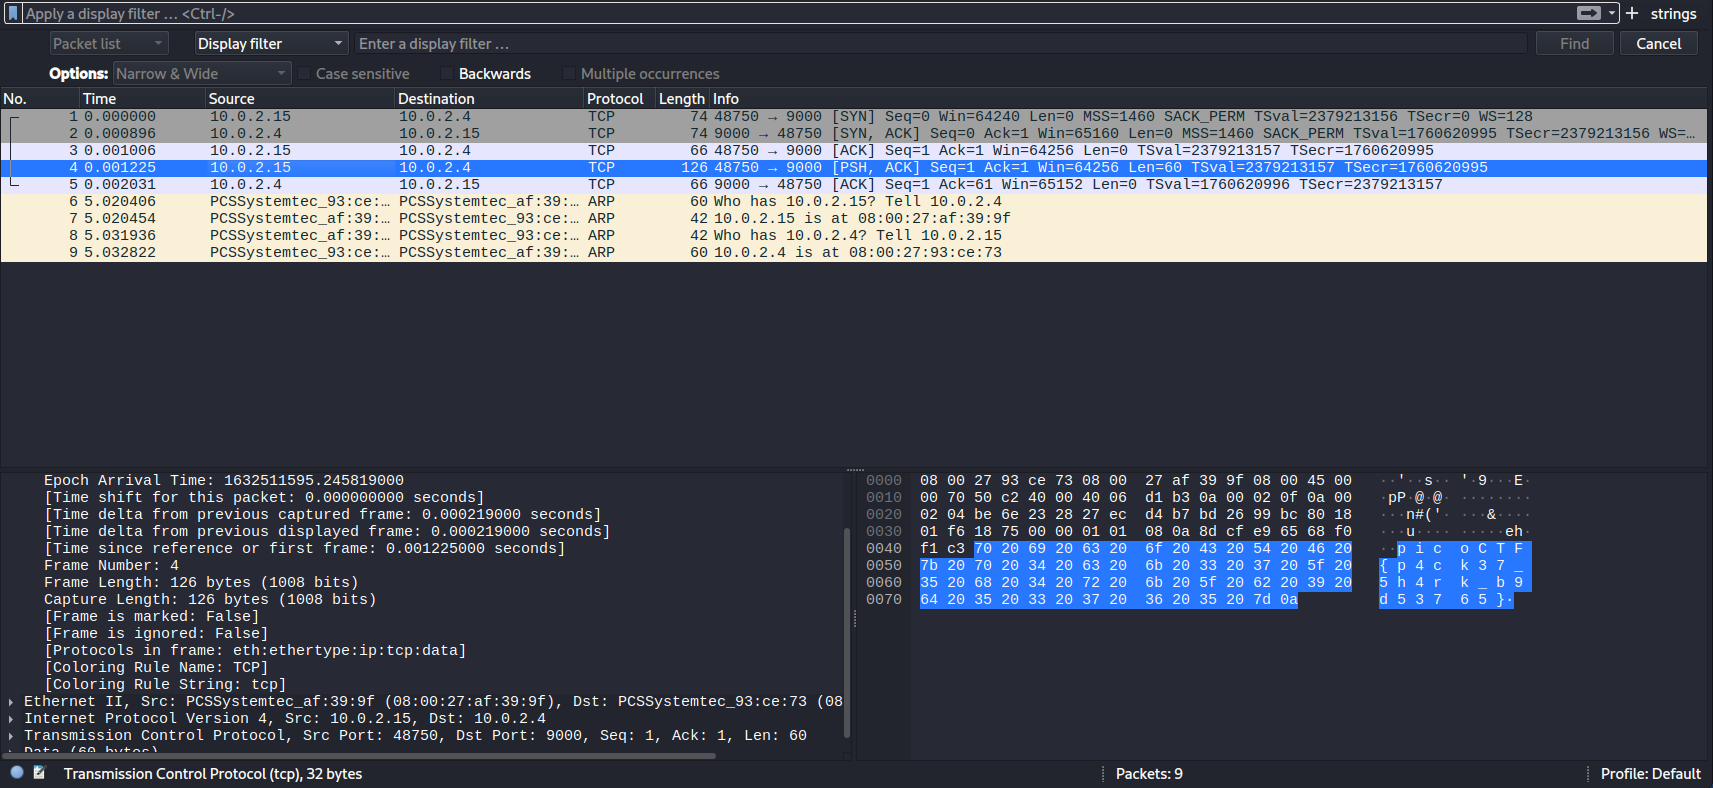 Apply a display filter … <Ctrl-/>
strings
Packet list Display filter Enter a display filter … Find Cancel
Options: Narrow & Wide Case sensitive Backwards Multiple occurrences
No. Time Source Destination Protocol Length Info
1 0.000000 10.0.2.15 10.0.2.4 TCP 74 48750 → 9000 [SYN] Seq=0 Win=64240 Len=0 MSS=1460 SACK_PERM TSval=2379213156 TSecr=0 WS=128
2 0.000896 10.0.2.4 10.0.2.15 TCP 74 9000 → 48750 [SYN, ACK] Seq=0 Ack=1 Win=65160 Len=0 MSS=1460 SACK_PERM TSval=1760620995 TSecr=2379213156 WS=…
3 0.001006 10.0.2.15 10.0.2.4 TCP 66 48750 → 9000 [ACK] Seq=1 Ack=1 Win=64256 Len=0 TSval=2379213157 TSecr=1760620995
4 0.001225 10.0.2.15 10.0.2.4 TCP 126 48750 → 9000 [PSH, ACK] Seq=1 Ack=1 Win=64256 Len=60 TSval=2379213157 TSecr=1760620995
5 0.002031 10.0.2.4 10.0.2.15 TCP 66 9000 → 48750 [ACK] Seq=1 Ack=61 Win=65152 Len=0 TSval=1760620996 TSecr=2379213157
6 5.020406 PCSSystemtec_93:ce:… PCSSystemtec_af:39:… ARP 60 Who has 10.0.2.15? Tell 10.0.2.4
7 5.020454 PCSSystemtec_af:39:… PCSSystemtec_93:ce:… ARP 42 10.0.2.15 is at 08:00:27:af:39:9f
8 5.031936 PCSSystemtec_af:39:… PCSSystemtec_93:ce:… ARP 42 Who has 10.0.2.4? Tell 10.0.2.15
9 5.032822 PCSSystemtec_93:ce:… PCSSystemtec_af:39:… ARP 60 10.0.2.4 is at 08:00:27:93:ce:73
Epoch Arrival Time: 1632511595.245819000
[Time shift for this packet: 0.000000000 seconds]
[Time delta from previous captured frame: 0.000219000 seconds]
[Time delta from previous displayed frame: 0.000219000 seconds]
[Time since reference or first frame: 0.001225000 seconds]
Frame Number: 4
Frame Length: 126 bytes (1008 bits)
Capture Length: 126 bytes (1008 bits)
[Frame is marked: False]
[Frame is ignored: False]
[Protocols in frame: eth:ethertype:ip:tcp:data]
[Coloring Rule Name: TCP]
[Coloring Rule String: tcp]
Ethernet II, Src: PCSSystemtec_af:39:9f (08:00:27:af:39:9f), Dst: PCSSystemtec_93:ce:73 (08
Internet Protocol Version 4, Src: 10.0.2.15, Dst: 10.0.2.4
Transmission Control Protocol, Src Port: 48750, Dst Port: 9000, Seq: 1, Ack: 1, Len: 60
Data (60 bytes)
0000 08 00 27 93 ce 73 08 00 27 af 39 9f 08 00 45 00 ··'··s·· '·9···E·
0010 00 70 50 c2 40 00 40 06 d1 b3 0a 00 02 0f 0a 00 ·pP·@·@· ········
0020 02 04 be 6e 23 28 27 ec d4 b7 bd 26 99 bc 80 18 ···n#('· ···&····
0030 01 f6 18 75 00 00 01 01 08 0a 8d cf e9 65 68 f0 ···u···· ·····eh·
0040 f1 c3 70 20 69 20 63 20 6f 20 43 20 54 20 46 20 ··p i c o C T F
0050 7b 20 70 20 34 20 63 20 6b 20 33 20 37 20 5f 20 { p 4 c k 3 7 _
0060 35 20 68 20 34 20 72 20 6b 20 5f 20 62 20 39 20 5 h 4 r k _ b 9
0070 64 20 35 20 33 20 37 20 36 20 35 20 7d 0a d 5 3 7 6 5 }·
Transmission Control Protocol (tcp), 32 bytes
Packets: 9
Profile: Default